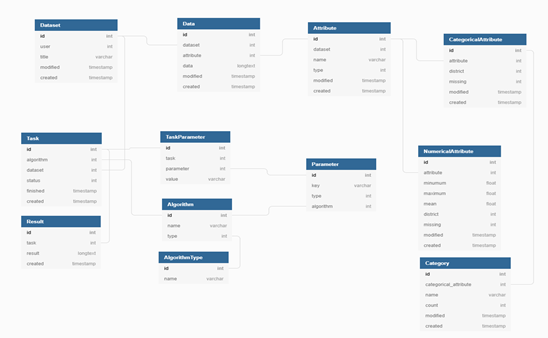 Dataset
id int
user int
title varchar
modified timestamp
created timestamp
Data
id int
dataset int
attribute int
data longtext
modified timestamp
created timestamp
Attribute
id int
dataset int
name varchar
type int
modified timestamp
created timestamp
CategoricalAttribute
id int
attribute int
district int
missing int
modified timestamp
created timestamp
Task
id int
algorithm int
dataset int
status int
finished timestamp
created timestamp
TaskParameter
id int
task int
parameter int
value varchar
Parameter
id int
key varchar
type int
algorithm int
NumericalAttribute
id int
attribute int
minumum float
maximum float
mean float
district int
missing int
modified timestamp
created timestamp
Algorithm
id int
name varchar
type int
Result
id int
task int
result longtext
created timestamp
AlgorithmType
id int
name varchar
Category
id int
categorical_attribute int
name varchar
count int
modified timestamp
created timestamp